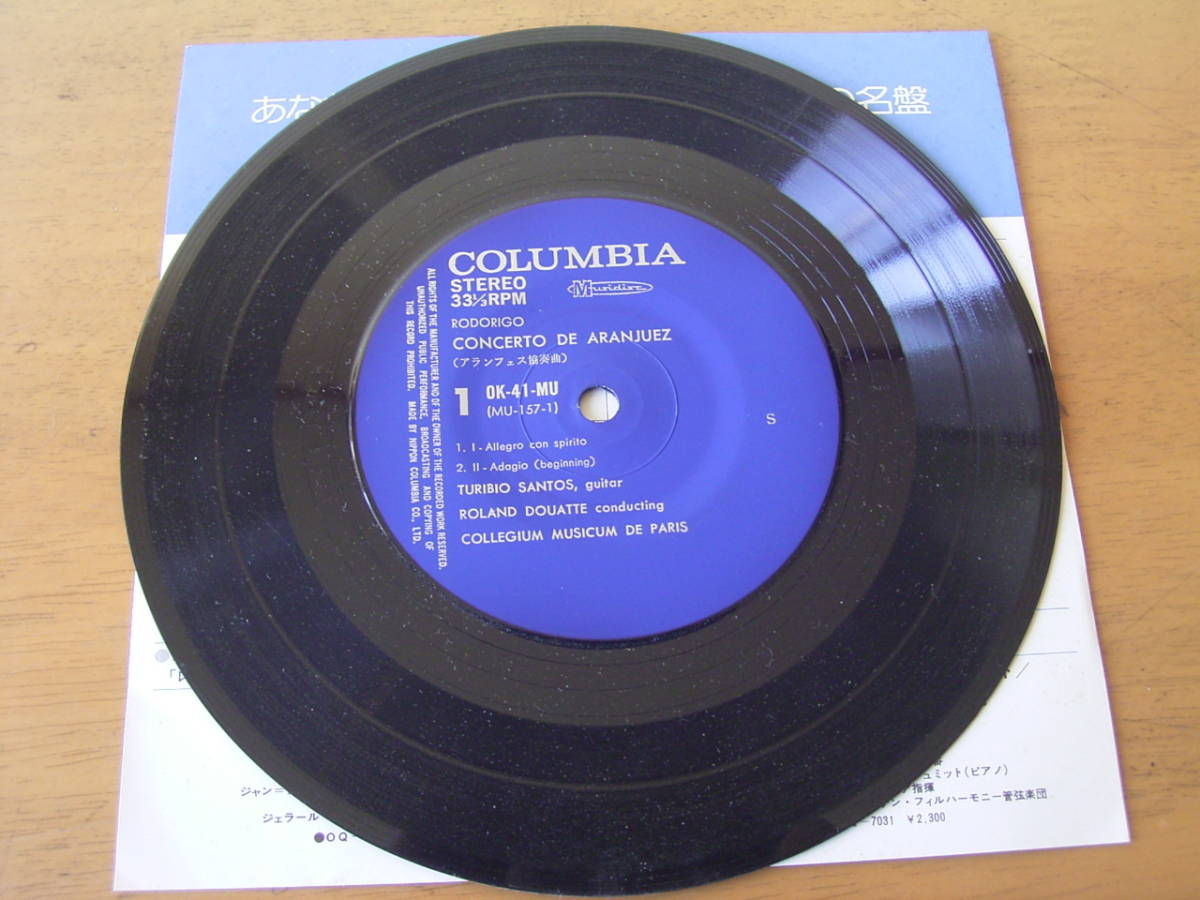 あな
の名盤
COLUMBIA
STEREO
33⅓RPM
Musidisc
RODORIGO
CONCERTO DE ARANJUEZ
(アランフェス協奏曲)
1
OK-41-MU
(MU-157-1)
S
1. I-Allegro con spirito
2. II-Adagio (beginning)
TURIBIO SANTOS, guitar
ROLAND DOUATTE conducting
COLLEGIUM MUSICUM DE PARIS
ALL RIGHTS OF THE MANUFACTURER AND OF THE OWNER OF THE RECORDED WORK RESERVED.
UNAUTHORIZED PUBLIC PERFORMANCE, BROADCASTING AND COPYING OF
THIS RECORD PROHIBITED. MADE BY NIPPON COLUMBIA CO., LTD.
ュミット(ピアノ)
指揮
ジャン=
ン・フィルハーモニー管弦楽団
ジェラール
-7031 ¥2,300
●OQ-